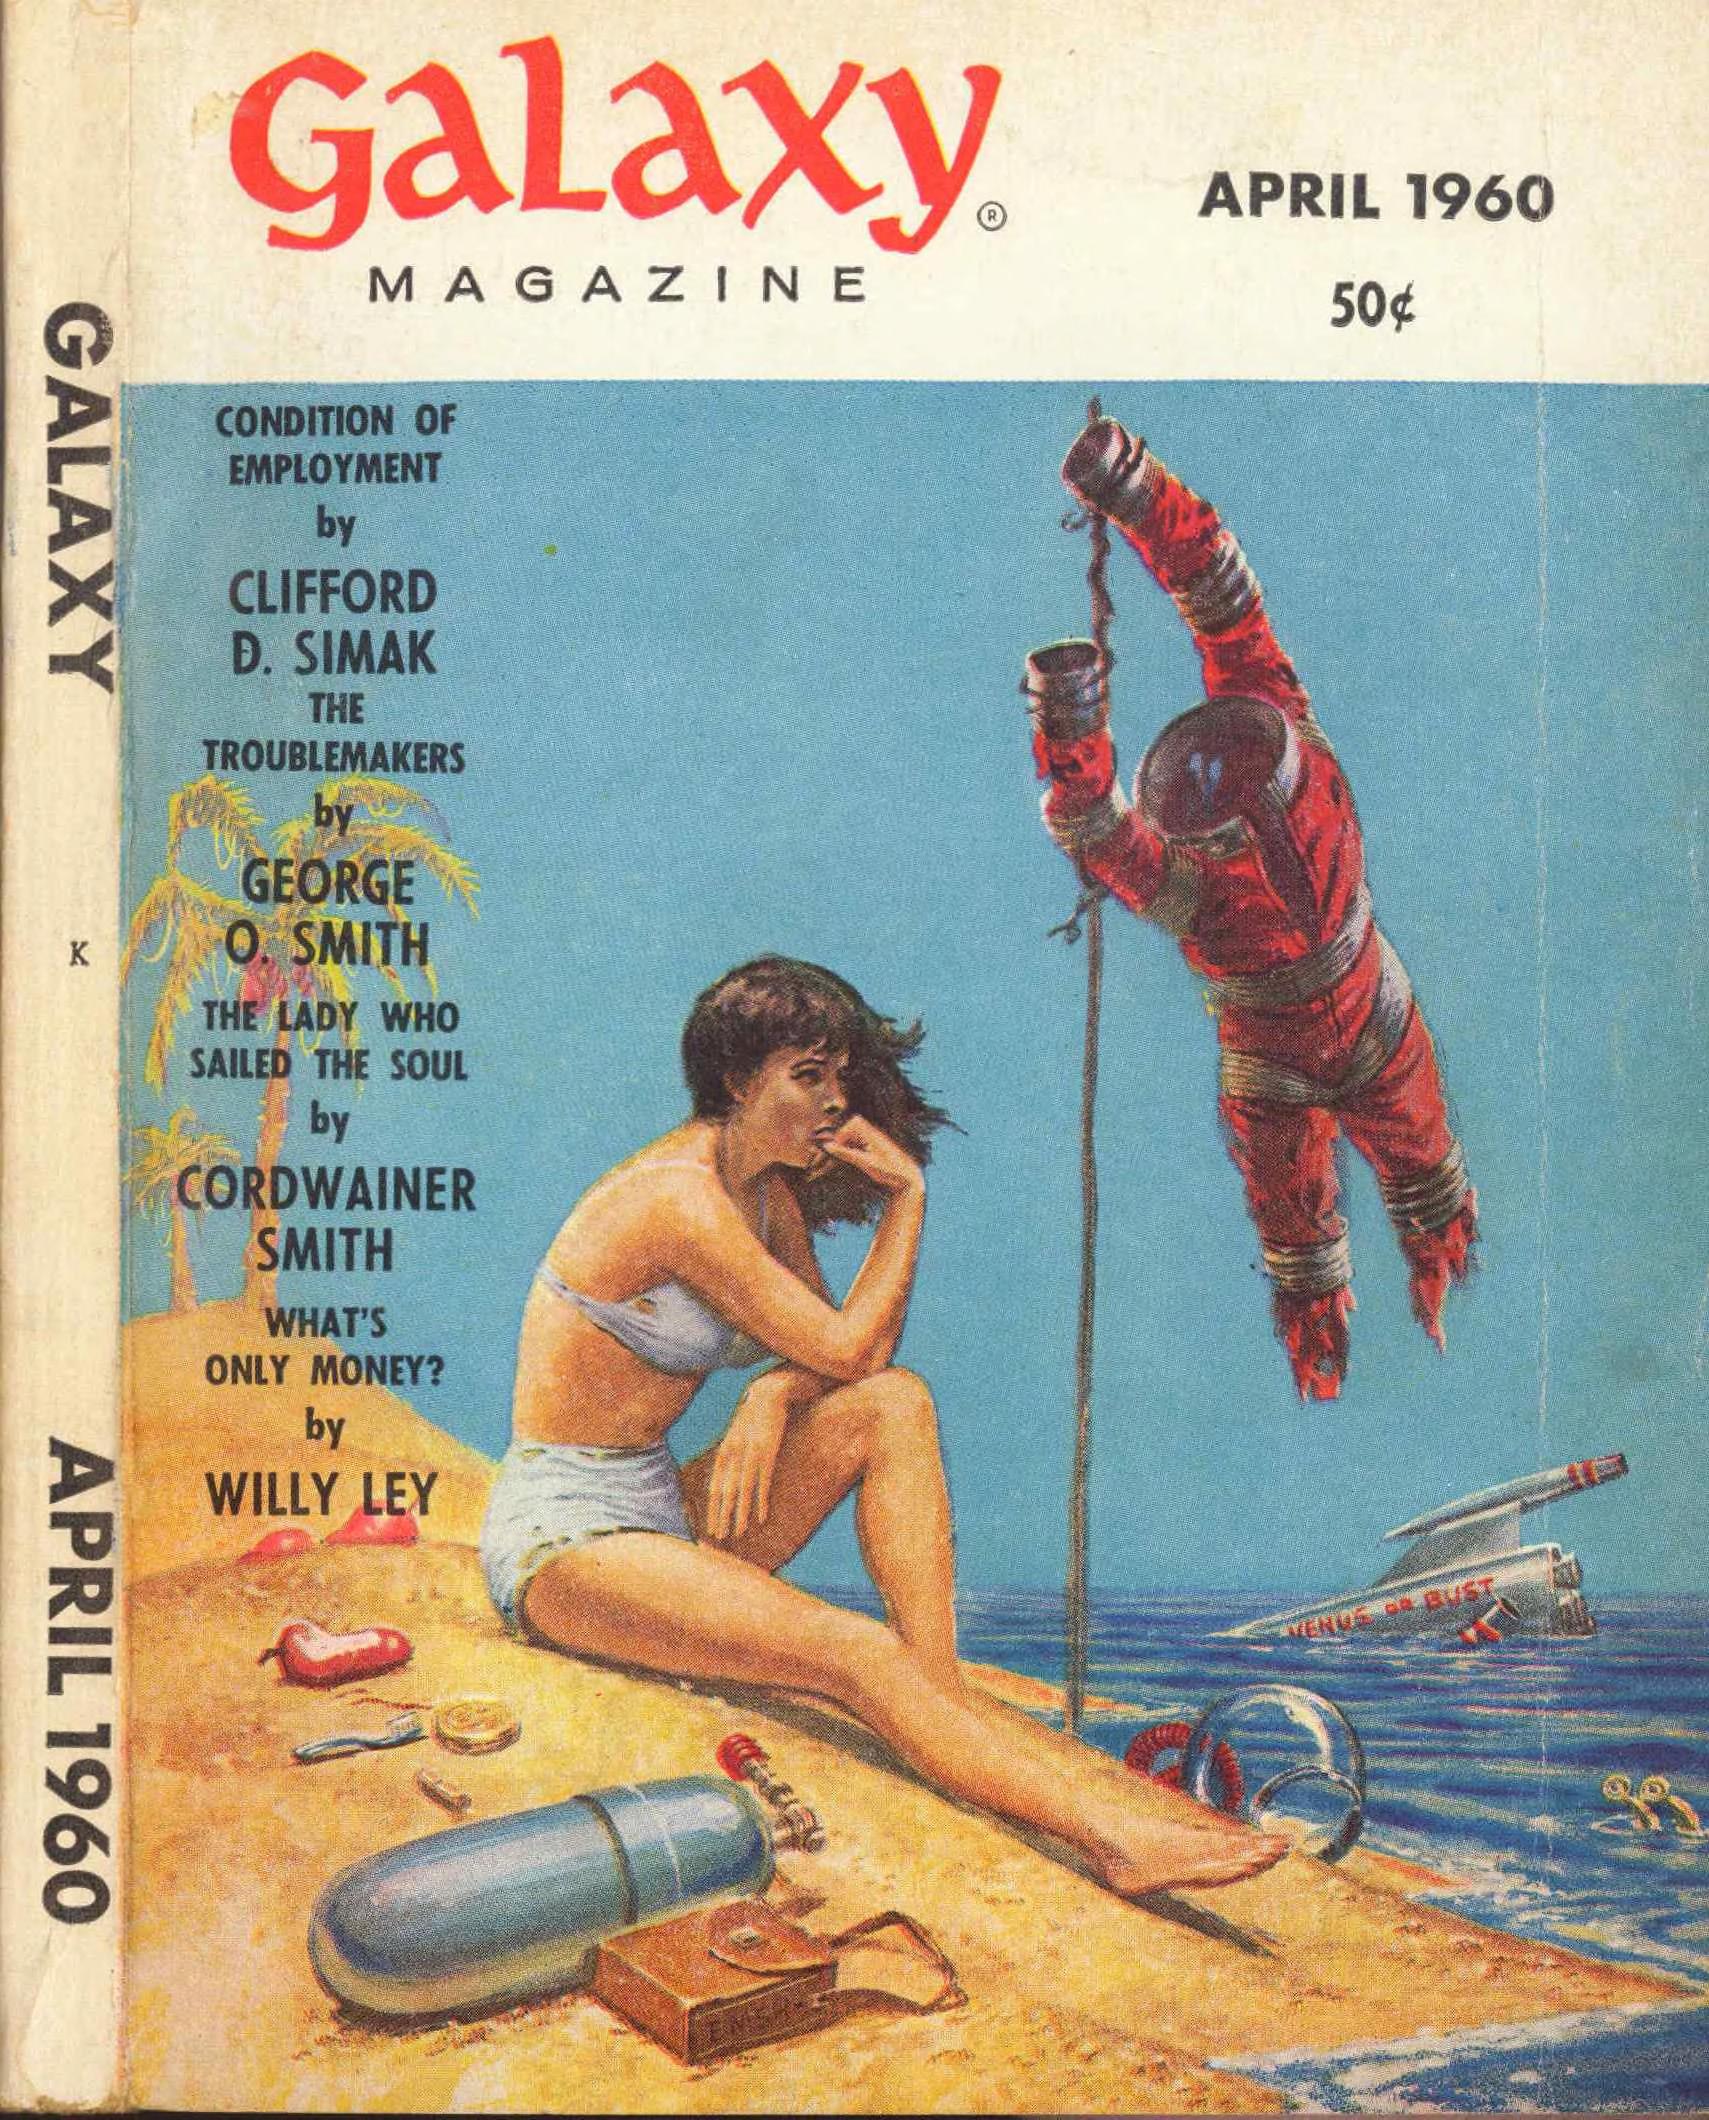 GALAXY
K
APRIL 1960
Galaxy®
MAGAZINE
APRIL 1960
50¢
CONDITION OF
EMPLOYMENT
by
CLIFFORD
D. SIMAK
THE
TROUBLEMAKERS
by
GEORGE
O. SMITH
THE LADY WHO
SAILED THE SOUL
by
CORDWAINER
SMITH
WHAT'S
ONLY MONEY?
by
WILLY LEY
VENUS OR BUST